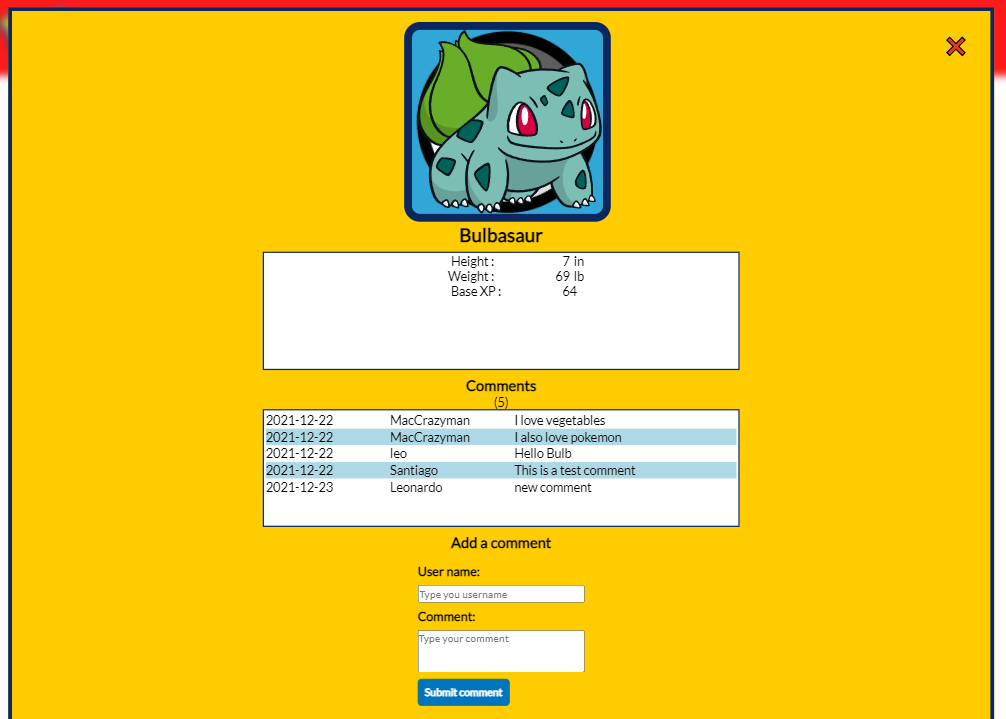 Bulbasaur
Height : 7 in
Weight : 69 lb
Base XP : 64
Comments
(5)
2021-12-22 MacCrazyman I love vegetables
2021-12-22 MacCrazyman I also love pokemon
2021-12-22 leo Hello Bulb
2021-12-22 Santiago This is a test comment
2021-12-23 Leonardo new comment
Add a comment
User name:
Type you username
Comment:
Type your comment
Submit comment